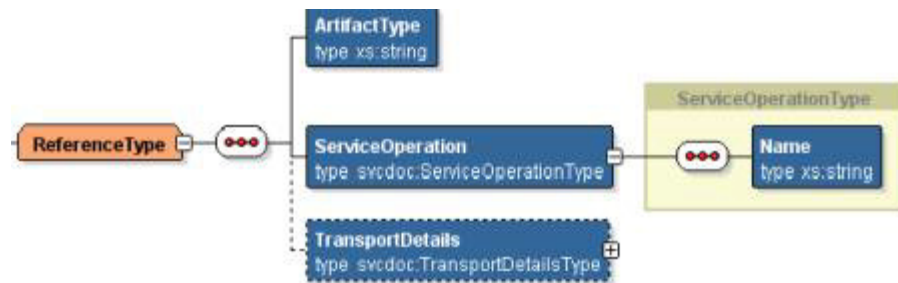 ArtifactType
type xs:string
ServiceOperationType
ReferenceType
ServiceOperation
type svcdoc:ServiceOperationType
Name
type xs:string
TransportDetails
type svcdoc:TransportDetailsType